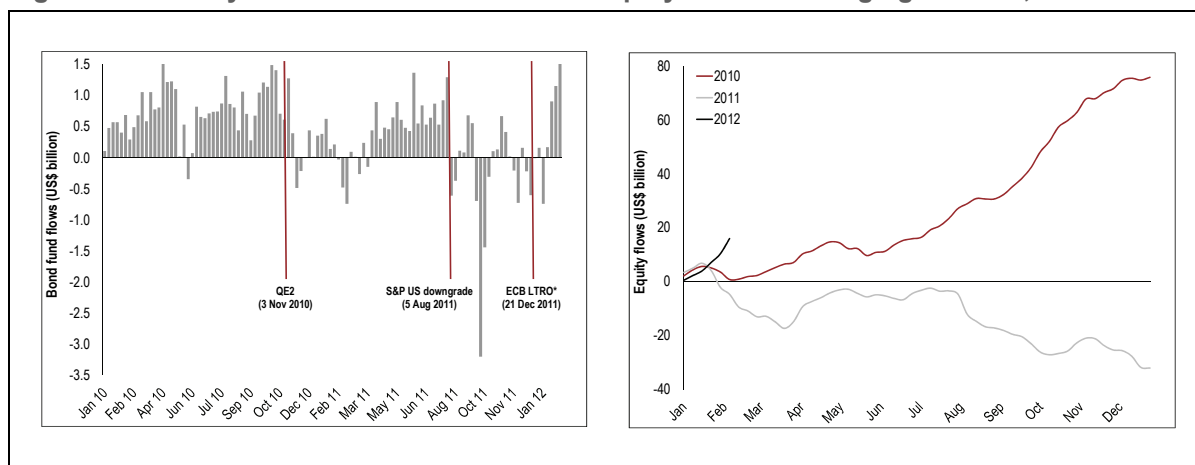 1.5
1.0
0.5
0.0
-0.5
-1.0
-1.5
-2.0
-2.5
-3.0
-3.5
Bond fund flows (US$ billion)
QE2
(3 Nov 2010)
S&P US downgrade
(5 Aug 2011)
ECB LTRO*
(21 Dec 2011)
Jan 10
Feb 10
Apr 10
Jun 10
Jul 10
Sep 10
Oct 10
Dec 10
Feb 11
Mar 11
May 11
Jun 11
Aug 11
Oct 11
Nov 11
Jan 12
80
60
40
20
0
-20
-40
Equity flows (US$ billion)
2010
2011
2012
Jan
Feb
Mar
Apr
May
Jun
Jul
Aug
Sep
Oct
Nov
Dec